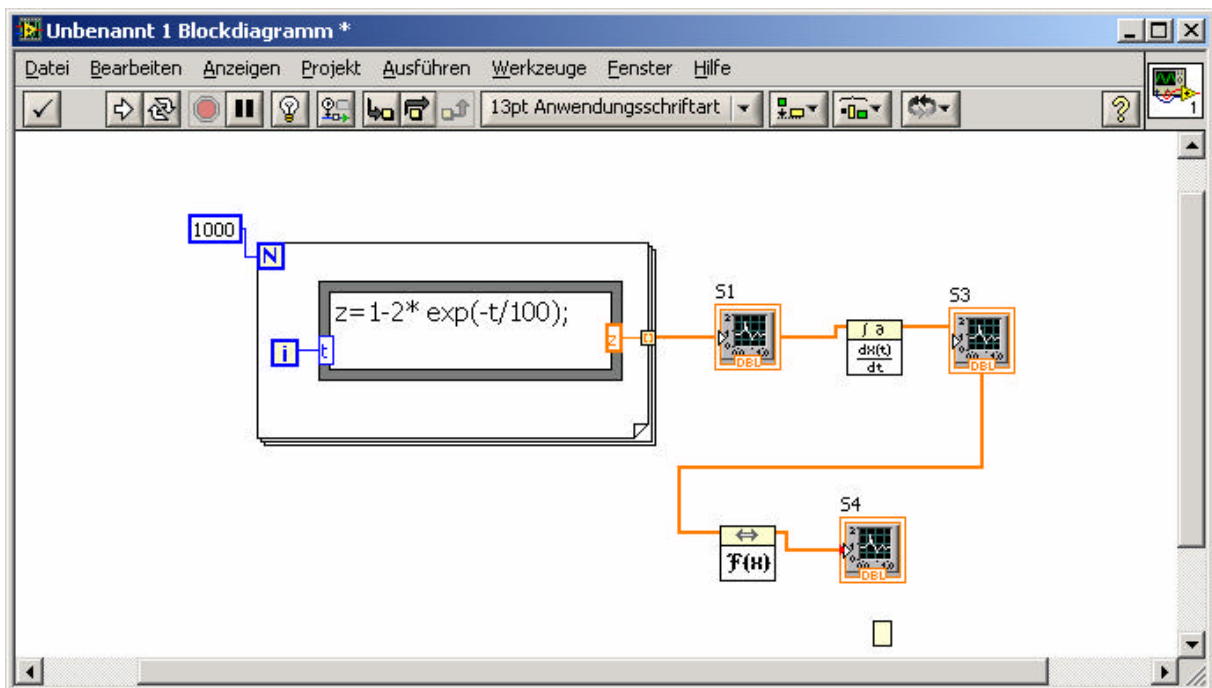 Unbenannt 1 Blockdiagramm *
Datei Bearbeiten Anzeigen Projekt Ausführen Werkzeuge Fenster Hilfe
13pt Anwendungsschriftart
1
1000
N
z=1-2* exp(-t/100);
i
t
z
S1
DBL
∫ a
dx(t)
dt
S3
DBL
S4
DBL
F(x)